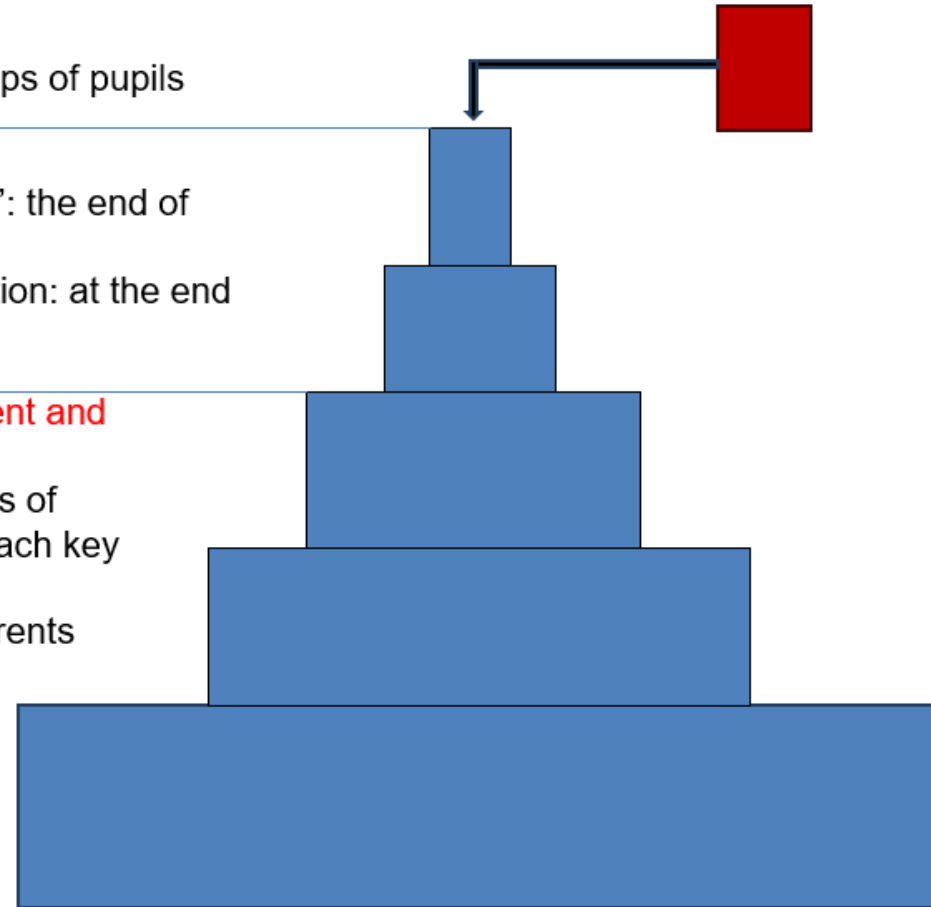 ps of pupils
’: the end of
ion: at the end
ent and
s of
ach key
rents